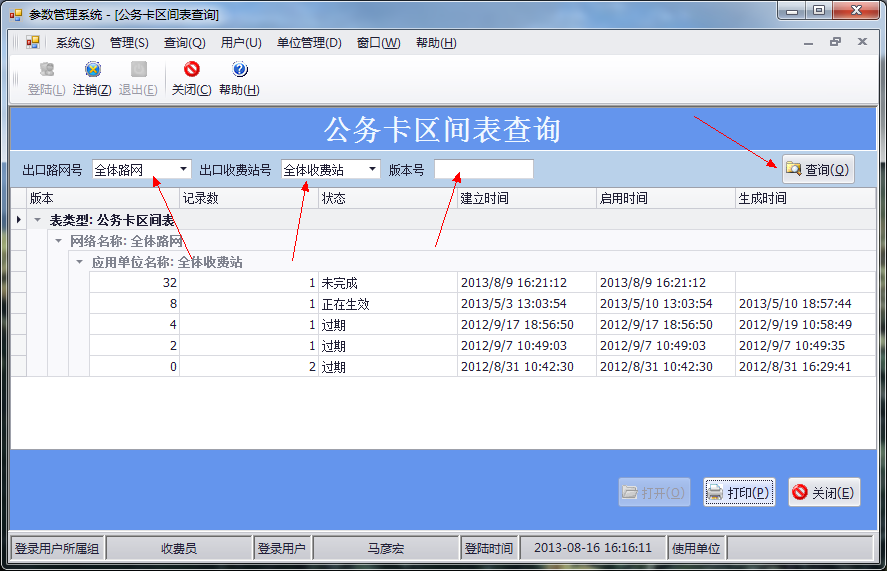 参数管理系统 - [公务卡区间表查询]
系统(S) 管理(S) 查询(Q) 用户(U) 单位管理(D) 窗口(W) 帮助(H)
登陆(L) 注销(Z) 退出(E) 关闭(C) 帮助(H)
公务卡区间表查询
出口路网号 全体路网 出口收费站号 全体收费站 版本号 查询(Q)
版本 记录数 状态 建立时间 启用时间 生成时间
表类型: 公务卡区间表
网络名称: 全体路网
应用单位名称: 全体收费站
32 1 未完成 2013/8/9 16:21:12 2013/8/9 16:21:12
8 1 正在生效 2013/5/3 13:03:54 2013/5/10 13:03:54 2013/5/10 18:57:44
4 1 过期 2012/9/17 18:56:50 2012/9/17 18:56:50 2012/9/19 10:58:49
2 1 过期 2012/9/7 10:49:03 2012/9/7 10:49:03 2012/9/7 10:49:35
0 2 过期 2012/8/31 10:42:30 2012/8/31 10:42:30 2012/8/31 16:29:41
打开(O) 打印(P) 关闭(E)
登录用户所属组 收费员 登录用户 马彦宏 登陆时间 2013-08-16 16:16:11 使用单位